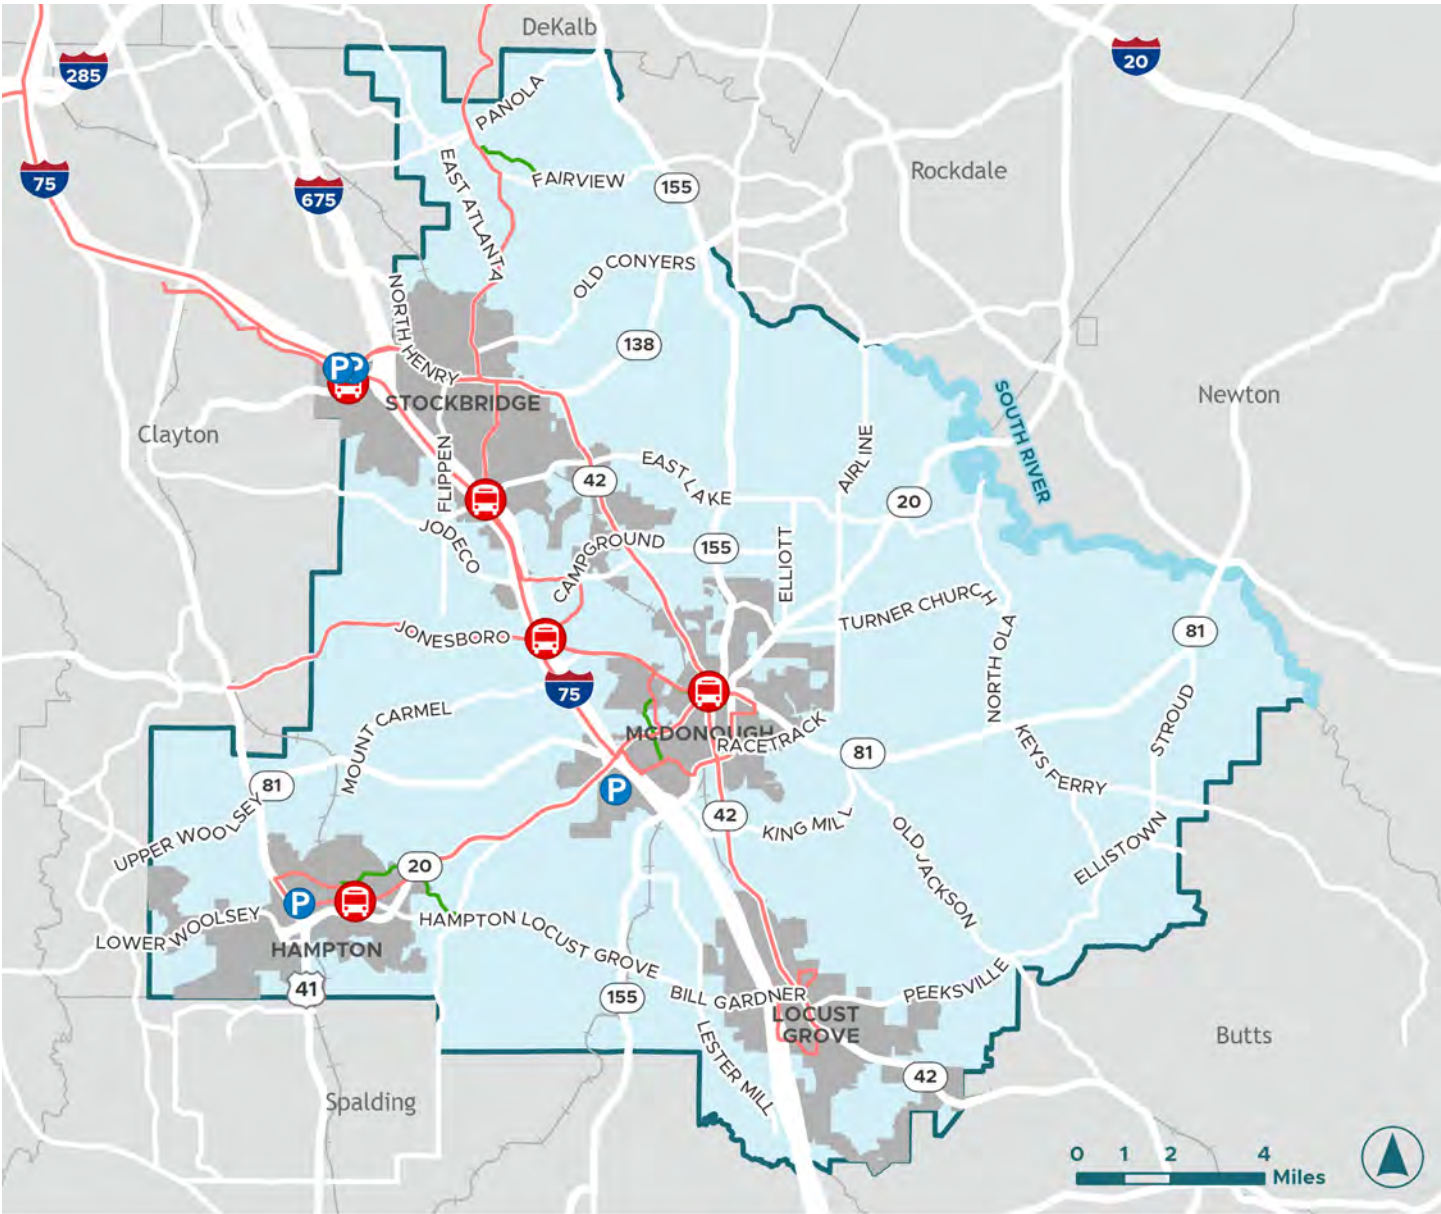 DeKalb
285
20
PANOLA
75
675
EAST ATLANTA
FAIRVIEW
155
Rockdale
OLD CONYERS
NORTH HENRY
138
P
P
STOCKBRIDGE
SOUTH RIVER
Newton
Clayton
FLIPPEN
42
EAST LAKE
AIRLINE
20
JODECO
CAMPGROUND
155
ELLIOTT
TURNER CHURCH
JONESBORO
NORTH OLA
81
75
MOUNT CARMEL
MCDONOUGH
RACETRACK
81
KEYS FERRY
STROUD
81
P
42
KING MILL
UPPER WOOLSEY
OLD JACKSON
ELLISTOWN
20
P
LOWER WOOLSEY
HAMPTON LOCUST GROVE
HAMPTON
41
155
BILL GARDNER
PEEKSVILLE
LOCUST
GROVE
LESTER MILL
42
Butts
Spalding
0 1 2 4
Miles